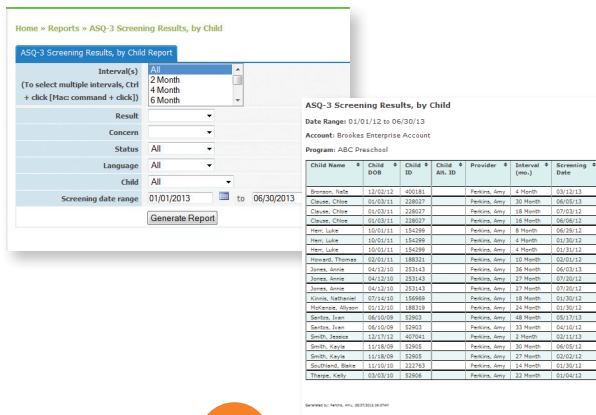 Home » Reports » ASQ-3 Screening Results, by Child
ASQ-3 Screening Results, by Child Report
Interval(s) All
(To select multiple intervals, Ctrl 2 Month
+ click [Mac: command + click]) 4 Month
6 Month
Result
Concern
Status All
Language All
Child All
Screening date range 01/01/2013 to 06/30/2013
Generate Report
ASQ-3 Screening Results, by Child
Date Range: 01/01/12 to 06/30/13
Account: Brookes Enterprise Account
Program: ABC Preschool
Child Name Child DOB Child ID Child Alt. ID Provider Interval (mo.) Screening Date
Bronson, Nate 12/02/12 400181 Perkins, Amy 4 Month 03/12/13
Clause, Chloe 01/03/11 228027 Perkins, Amy 30 Month 06/05/13
Clause, Chloe 01/03/11 228027 Perkins, Amy 18 Month 07/03/12
Clause, Chloe 01/03/11 228027 Perkins, Amy 16 Month 06/06/12
Herr, Luke 10/01/11 154299 Perkins, Amy 8 Month 06/29/12
Herr, Luke 10/01/11 154299 Perkins, Amy 4 Month 01/30/12
Herr, Luke 10/01/11 154299 Perkins, Amy 4 Month 01/31/12
Howard, Thomas 02/01/11 188321 Perkins, Amy 10 Month 02/01/12
Jones, Annie 04/12/10 253143 Perkins, Amy 36 Month 06/03/13
Jones, Annie 04/12/10 253143 Perkins, Amy 27 Month 07/20/12
Jones, Annie 04/12/10 253143 Perkins, Amy 27 Month 07/20/12
Kinnis, Nathaniel 07/14/10 156969 Perkins, Amy 18 Month 01/30/12
McKenzie, Allyson 01/12/10 188319 Perkins, Amy 24 Month 01/30/12
Santos, Ivan 06/10/09 52903 Perkins, Amy 48 Month 05/17/13
Santos, Ivan 06/10/09 52903 Perkins, Amy 33 Month 04/10/12
Smith, Jessica 12/17/12 407041 Perkins, Amy 2 Month 02/11/13
Smith, Kayla 11/18/09 52905 Perkins, Amy 30 Month 06/05/12
Smith, Kayla 11/18/09 52905 Perkins, Amy 27 Month 02/02/12
Southland, Blake 11/10/10 222763 Perkins, Amy 14 Month 01/30/12
Tharpe, Kelly 03/03/10 52906 Perkins, Amy 22 Month 01/04/12